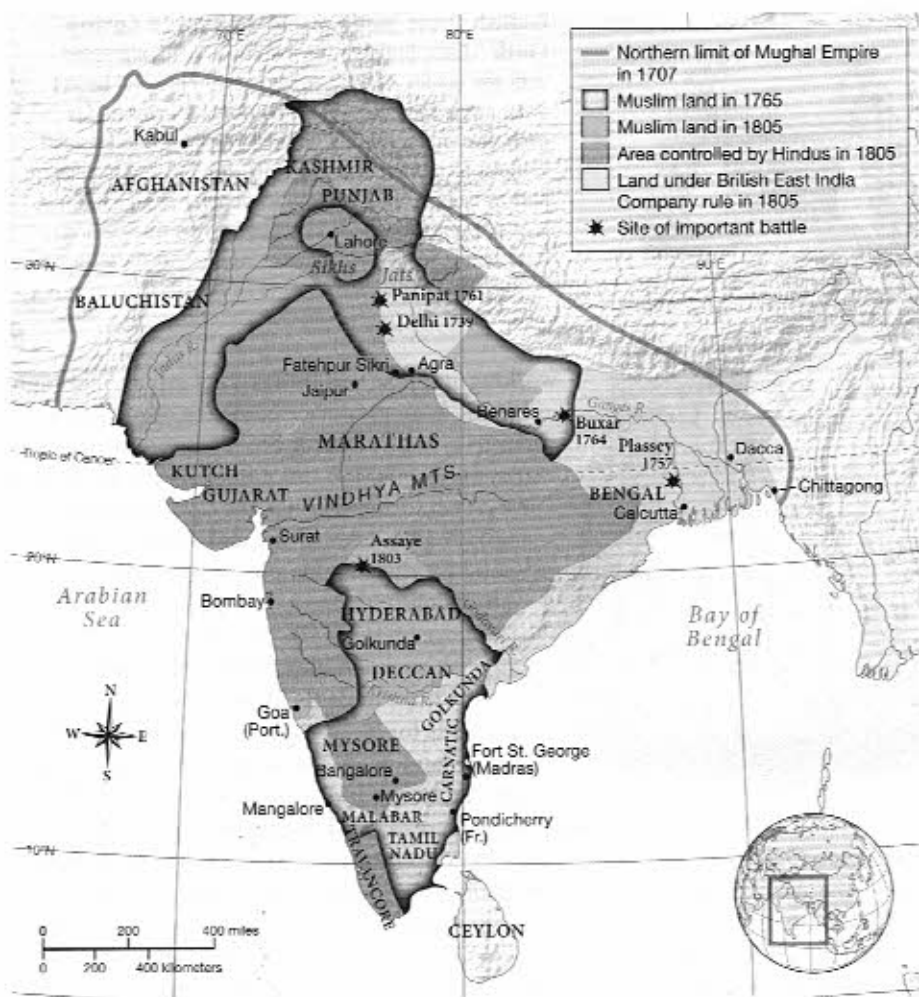 70°E
80°E
Northern limit of Mughal Empire
in 1707
Muslim land in 1765
Muslim land in 1805
Area controlled by Hindus in 1805
Land under British East India
Company rule in 1805
Site of important battle
Kabul
AFGHANISTAN
KASHMIR
PUNJAB
Lahore
Sikhs
30°N
90°E
Jats
BALUCHISTAN
Panipat 1761
Delhi 1739
Indus R.
Fatehpur Sikri
Agra
Jaipur
Benares
Ganges R.
Buxar
1764
MARATHAS
Plassey
1757
Dacca
Tropic of Cancer
KUTCH
GUJARAT
VINDHYA MTS.
BENGAL
Chittagong
Calcutta
Surat
Assaye
1803
20°N
Arabian
Sea
Bombay
HYDERABAD
Godavari R.
Bay of
Bengal
Golkunda
DECCAN
Krishna R.
GOLKUNDA
N
W
E
S
Goa
(Port.)
MYSORE
CARNATIC
Fort St. George
(Madras)
Bangalore
Mysore
Mangalore
MALABAR
Pondicherry
(Fr.)
TAMIL
NADU
TRAVANCORE
10°N
CEYLON
0
200
400 miles
0
200
400 kilometers